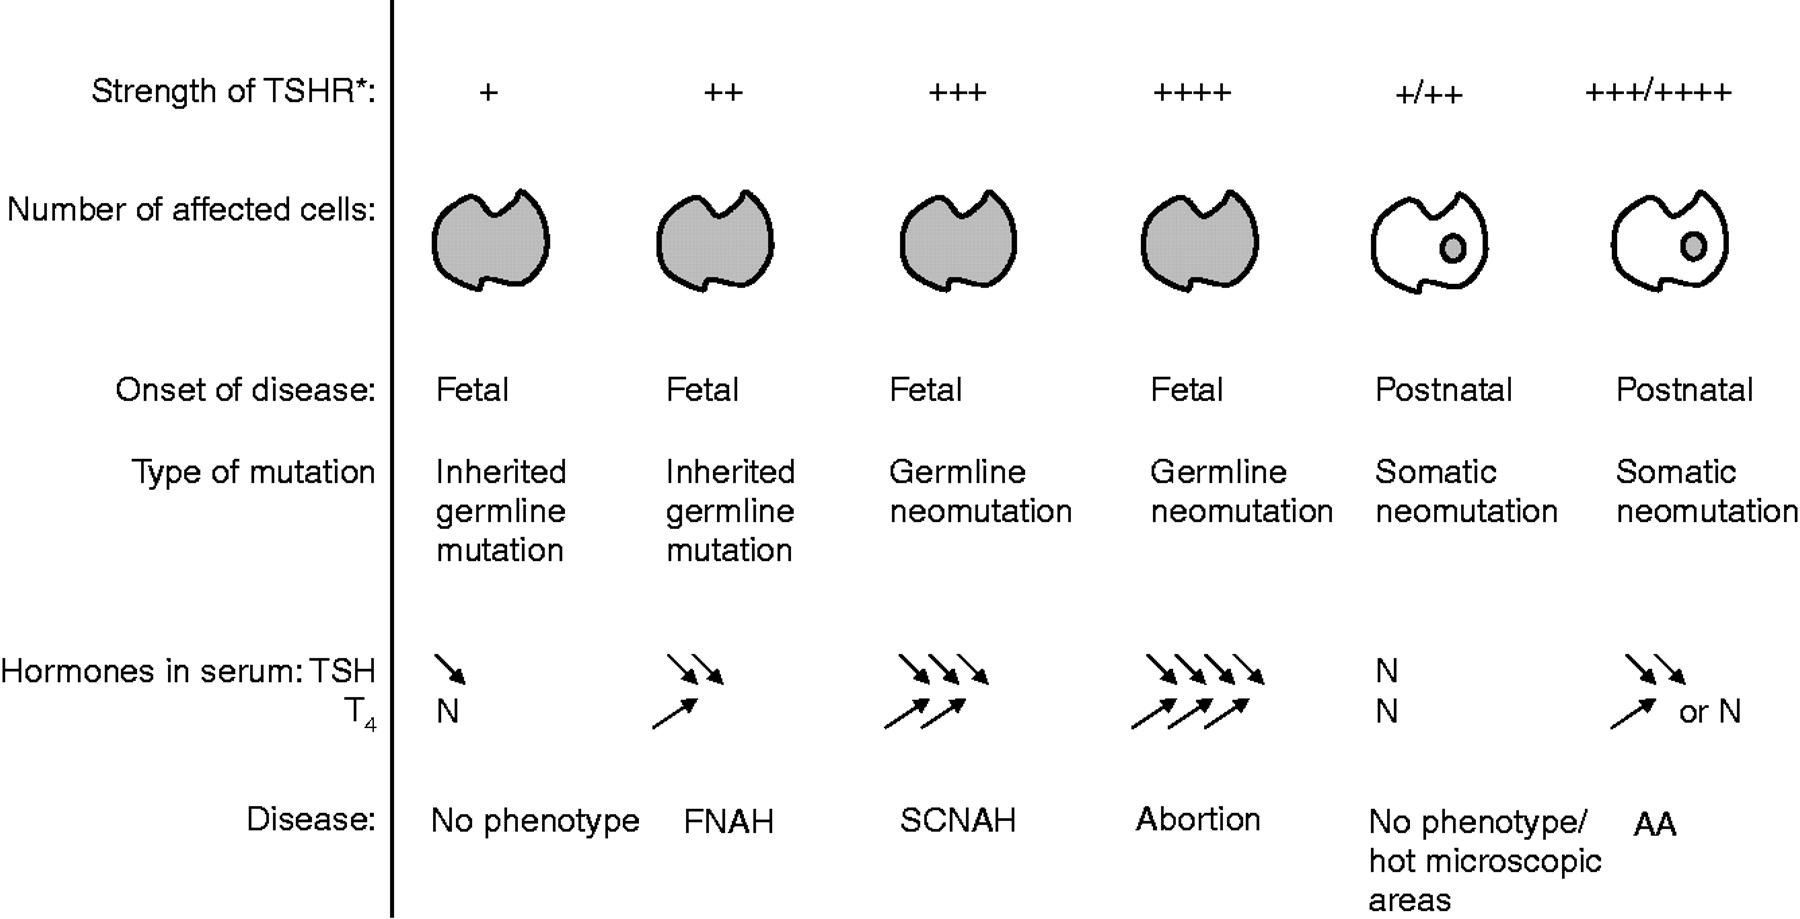 Strength of TSHR*: + ++ +++ ++++ +/++ +++/++++
Number of affected cells:
Onset of disease: Fetal Fetal Fetal Fetal Postnatal Postnatal
Type of mutation Inherited Inherited Germline Germline Somatic Somatic
germline germline neomutation neomutation neomutation neomutation
mutation mutation
Hormones in serum: TSH N
T4 N N or N
Disease: No phenotype FNAH SCNAH Abortion No phenotype/ AA
hot microscopic
areas